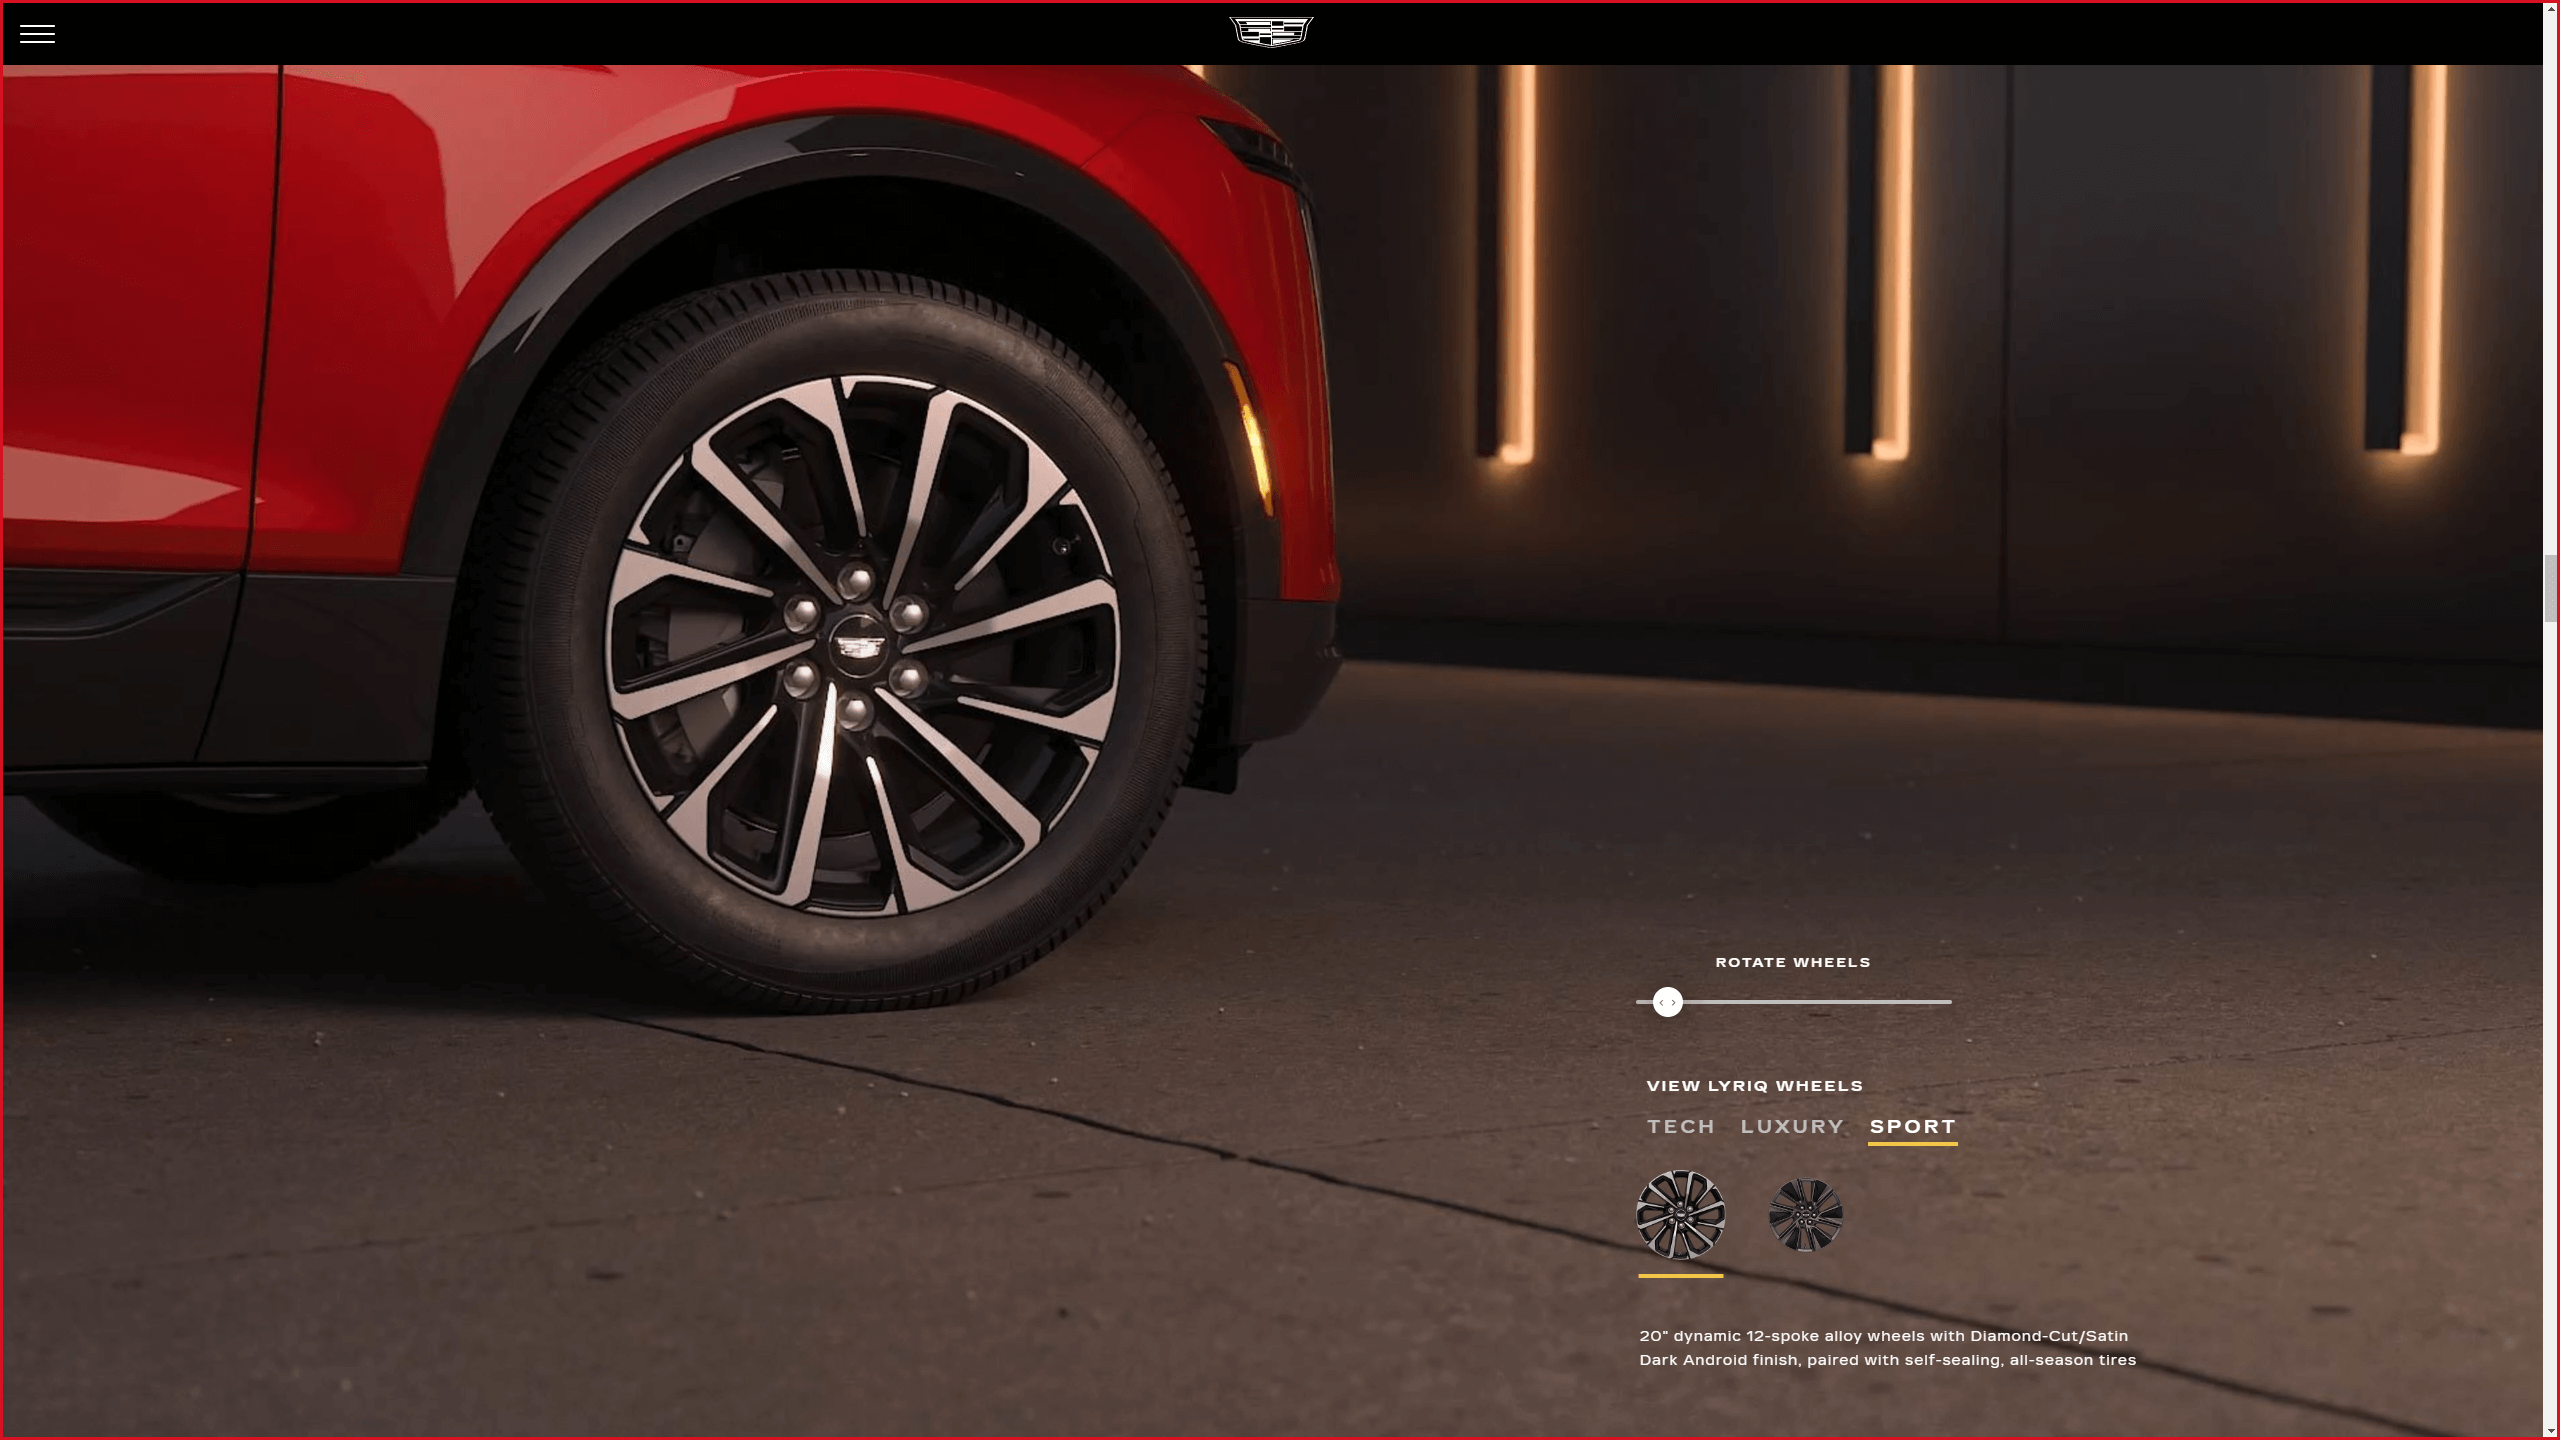 ROTATE WHEELS
VIEW LYRIQ WHEELS
TECH LUXURY SPORT
20" dynamic 12-spoke alloy wheels with Diamond-Cut/Satin
Dark Android finish, paired with self-sealing, all-season tires